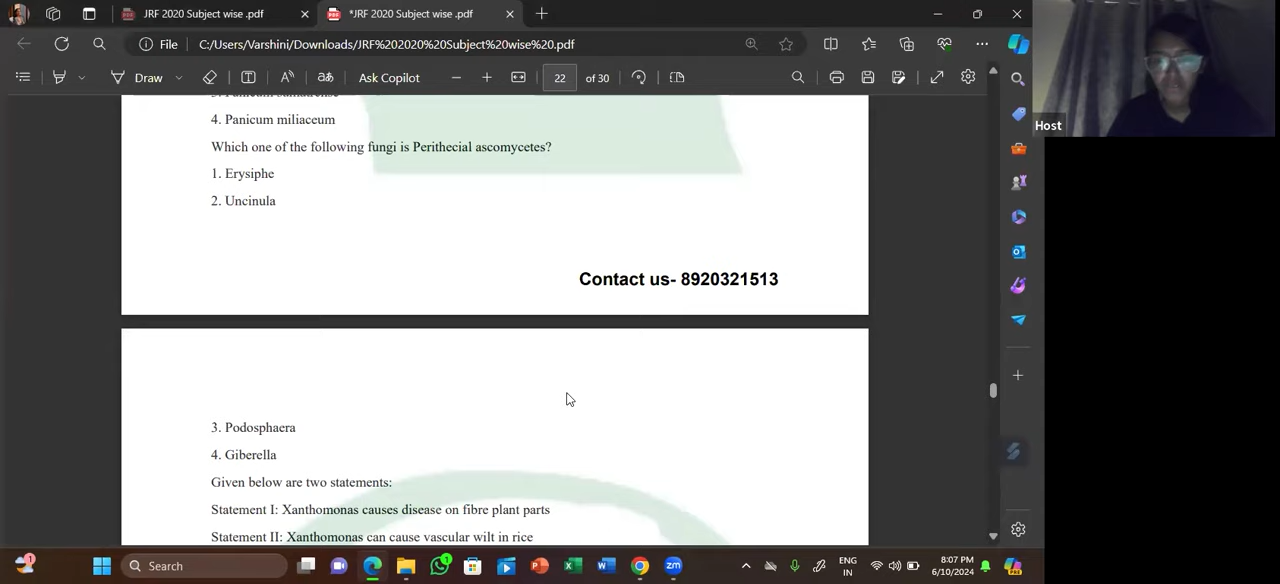 JRF 2020 Subject wise .pdf
*JRF 2020 Subject wise .pdf
File
C:/Users/Varshini/Downloads/JRF%202020%20Subject%20wise%20.pdf
Draw
Ask Copilot
22
of 30
4. Panicum miliaceum
Which one of the following fungi is Perithecial ascomycetes?
1. Erysiphe
2. Uncinula
Contact us- 8920321513
3. Podosphaera
4. Giberella
Given below are two statements:
Statement I: Xanthomonas causes disease on fibre plant parts
Statement II: Xanthomonas can cause vascular wilt in rice
Host
Search
ENG
IN
8:07 PM
6/10/2024